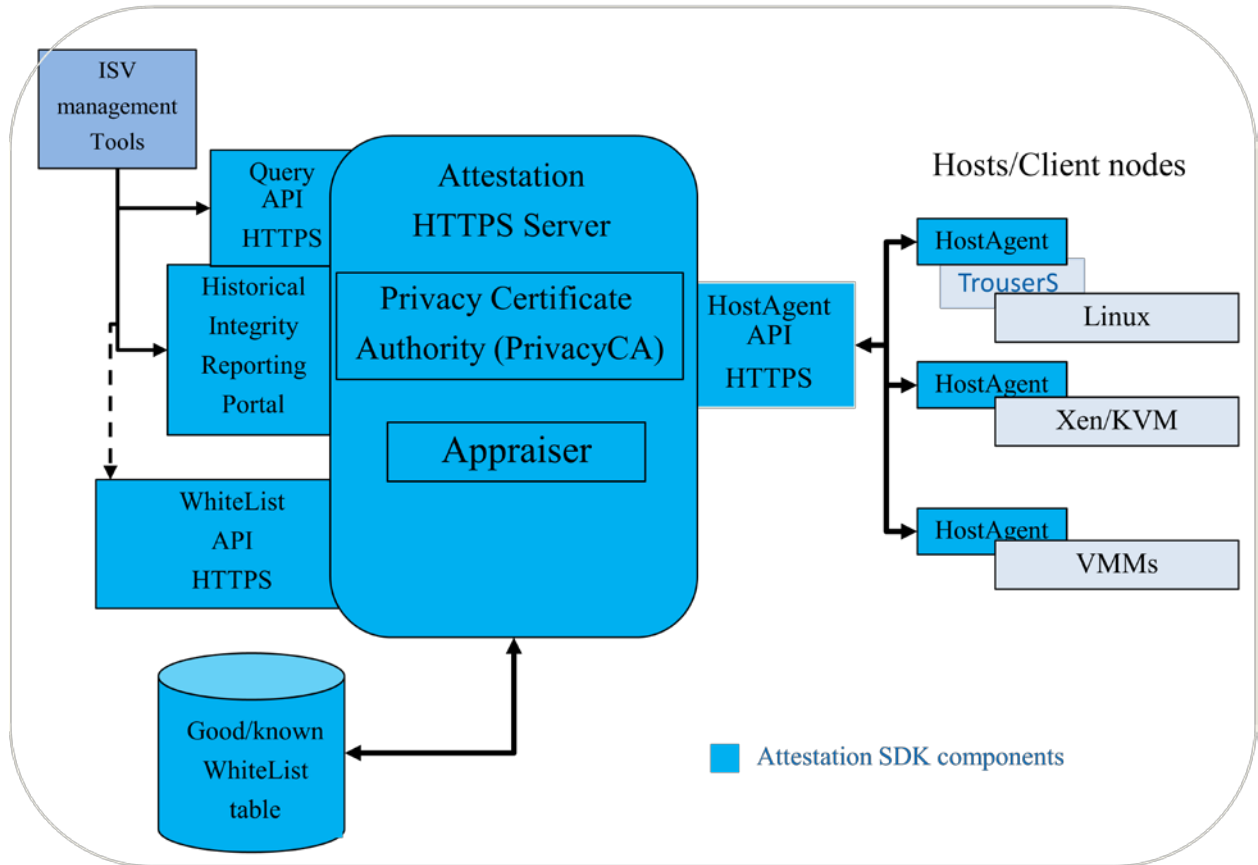 ISV
management
Tools
Query
API
HTTPS
Historical
Integrity
Reporting
Portal
WhiteList
API
HTTPS
Attestation
HTTPS Server
Privacy Certificate
Authority (PrivacyCA)
Appraiser
HostAgent
API
HTTPS
Hosts/Client nodes
HostAgent
TrouserS
Linux
HostAgent
Xen/KVM
HostAgent
VMMs
Good/known
WhiteList
table
Attestation SDK components